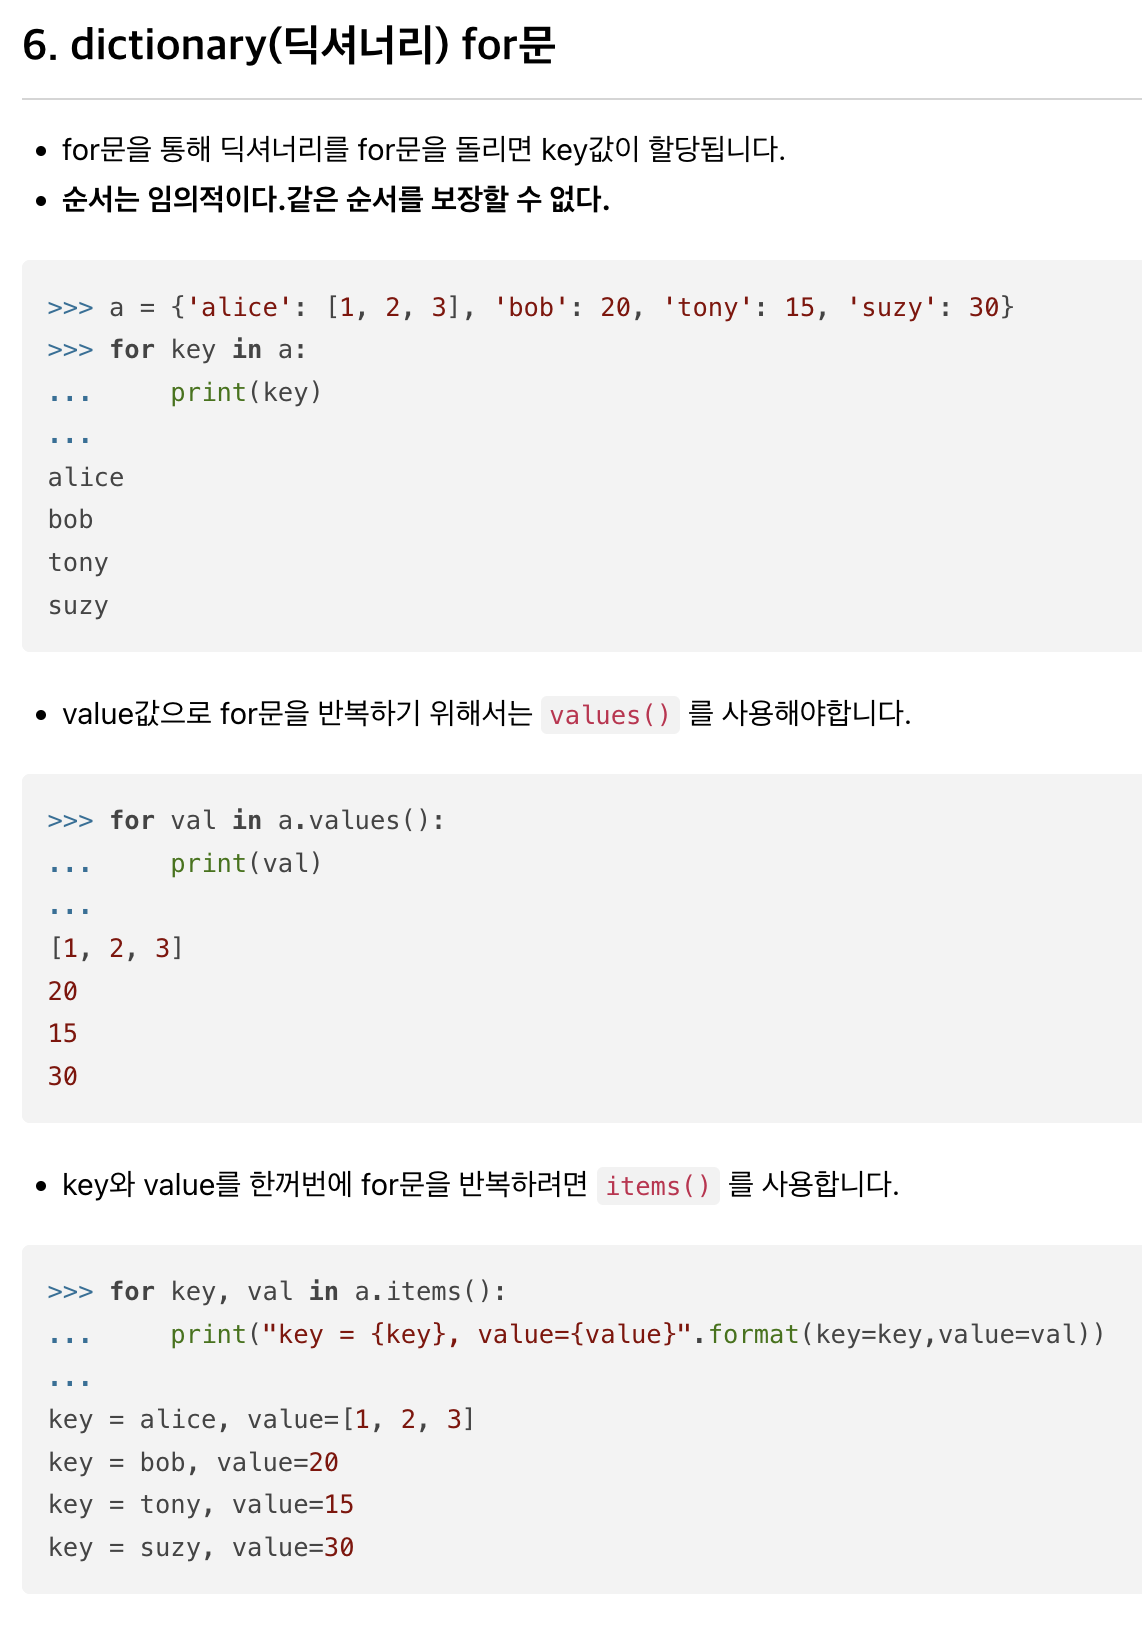 6. dictionary(딕셔너리) for문
• for문을 통해 딕셔너리를 for문을 돌리면 key값이 할당됩니다.
• 순서는 임의적이다.같은 순서를 보장할 수 없다.
>>> a = {'alice': [1, 2, 3], 'bob': 20, 'tony': 15, 'suzy': 30}
>>> for key in a:
...     print(key)
...
alice
bob
tony
suzy
• value값으로 for문을 반복하기 위해서는 values() 를 사용해야합니다.
>>> for val in a.values():
...     print(val)
...
[1, 2, 3]
20
15
30
• key와 value를 한꺼번에 for문을 반복하려면 items() 를 사용합니다.
>>> for key, val in a.items():
...     print("key = {key}, value={value}".format(key=key,value=val))
...
key = alice, value=[1, 2, 3]
key = bob, value=20
key = tony, value=15
key = suzy, value=30